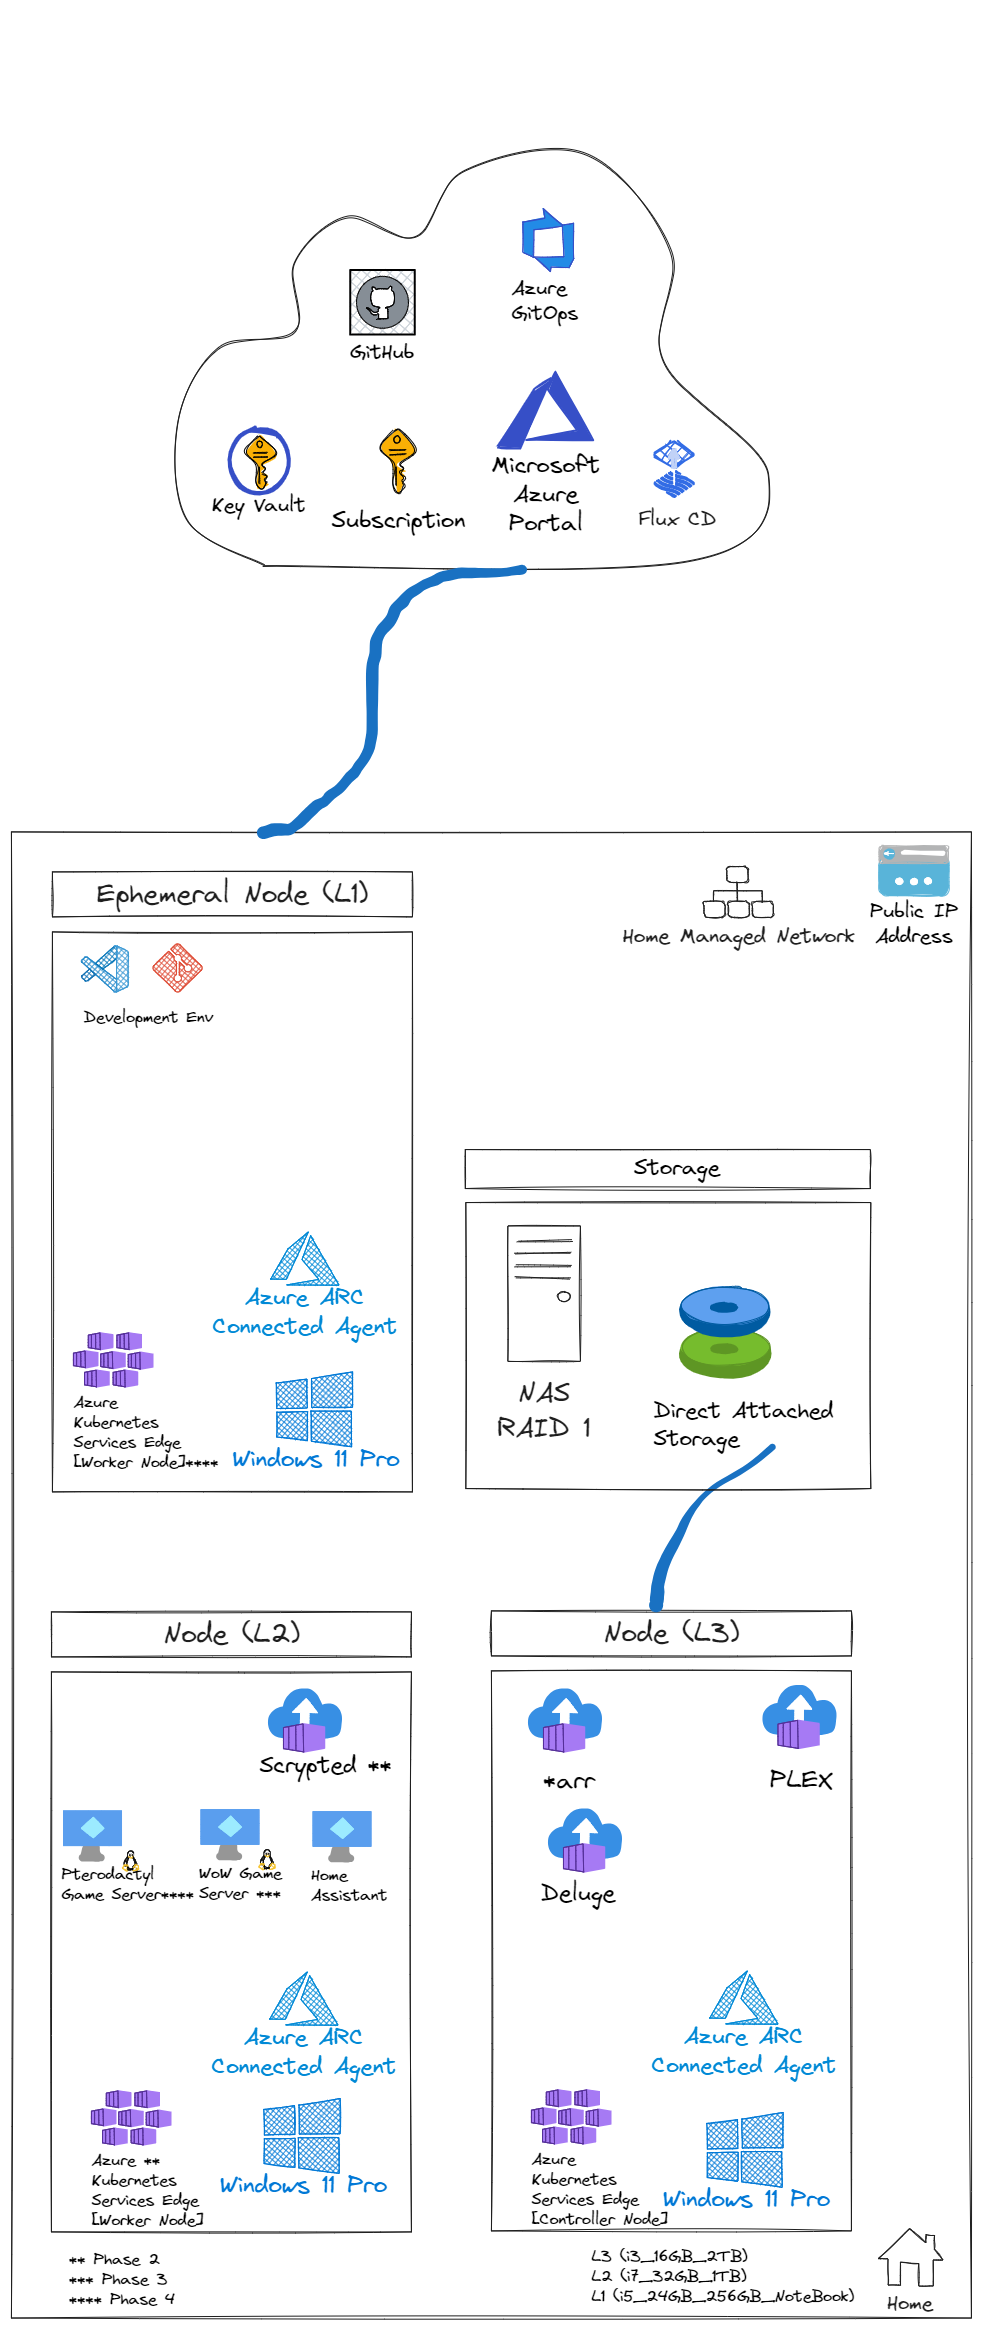 Azure
GitOps
GitHub
Key Vault
Subscription
Microsoft
Azure
Portal
Flux CD
Ephemeral Node (L1)
Home Managed Network
Public IP
Address
Development Env
Azure ARC
Connected Agent
Azure
Kubernetes
Services Edge
[Worker Node]****
Windows 11 Pro
Storage
NAS
RAID 1
Direct Attached
Storage
Node (L2)
Scrypted **
Pterodactyl
Game Server****
WoW Game
Server ***
Home
Assistant
Azure ARC
Connected Agent
Azure **
Kubernetes
Services Edge
[Worker Node]
Windows 11 Pro
Node (L3)
*arr
PLEX
Deluge
Azure ARC
Connected Agent
Azure
Kubernetes
Services Edge
[Controller Node]
Windows 11 Pro
** Phase 2
*** Phase 3
**** Phase 4
L3 (i3_16GB_2TB)
L2 (i7_32GB_1TB)
L1 (i5_24GB_256GB_NoteBook)
Home